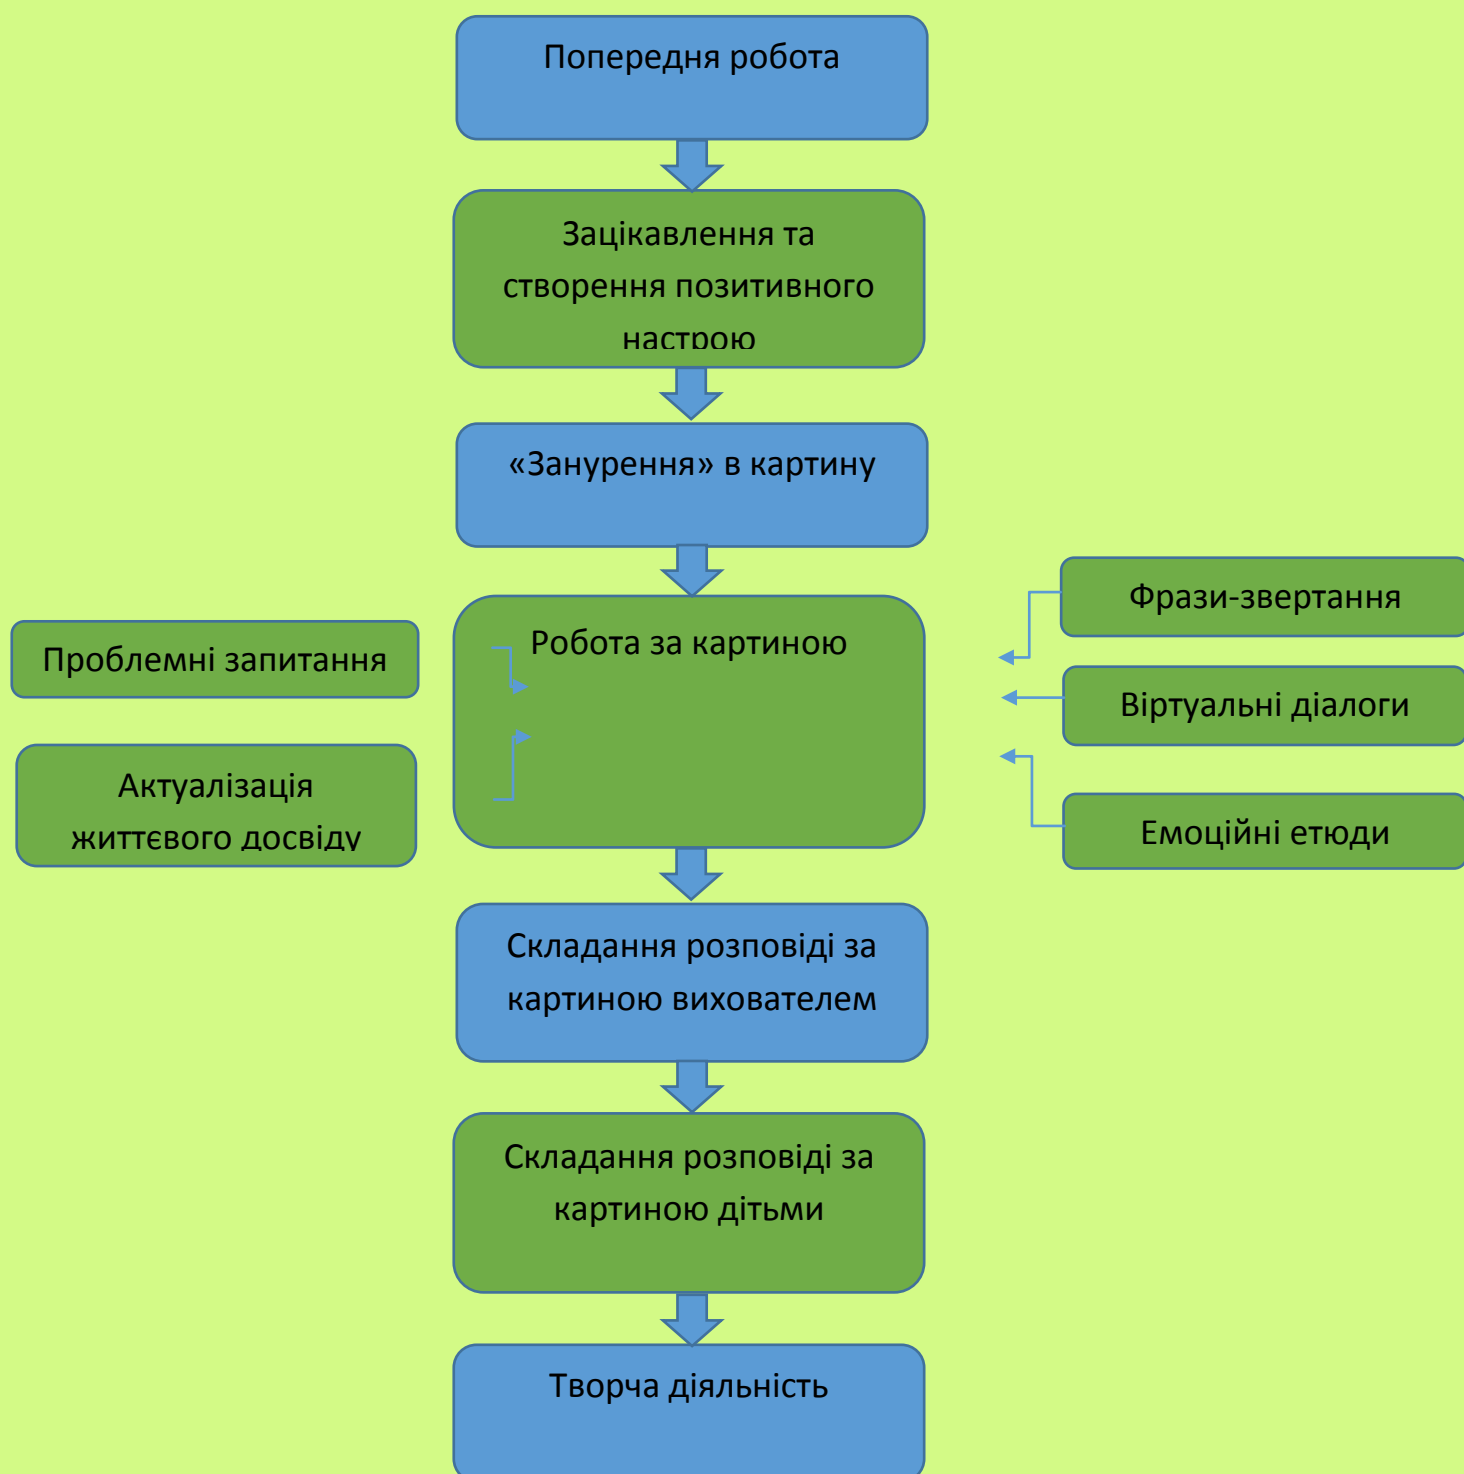 Попередня робота
Зацікавлення та
створення позитивного
настрою
«Занурення» в картину
Робота за картиною
Проблемні запитання
Актуалізація
життєвого досвіду
Фрази-звертання
Віртуальні діалоги
Емоційні етюди
Складання розповіді за
картиною вихователем
Складання розповіді за
картиною дітьми
Творча діяльність